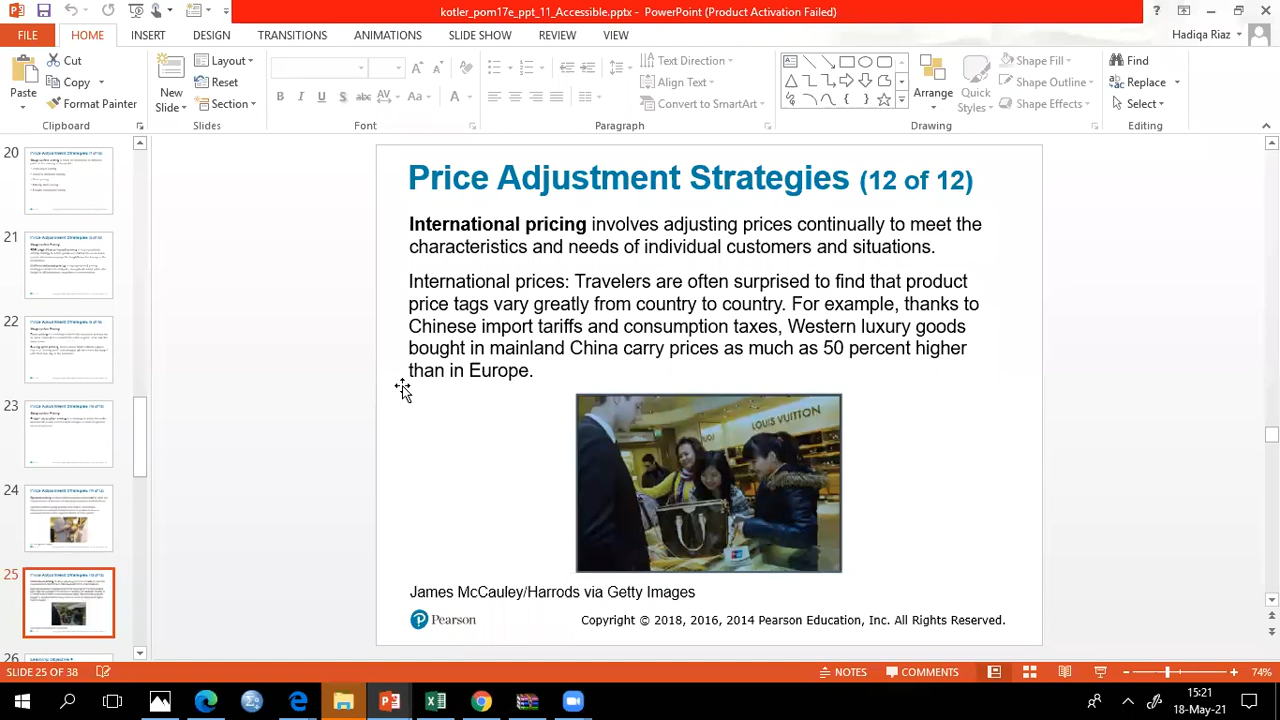 kotler_pom17e_ppt_11_Accessible.pptx - PowerPoint (Product Activation Failed)
FILE HOME INSERT DESIGN TRANSITIONS ANIMATIONS SLIDE SHOW REVIEW VIEW Hadiqa Riaz
Paste
Cut
Copy
Format Painter
Clipboard
New Slide
Layout
Reset
Section
Slides
B I U S abc AV Aa A
Font
Text Direction
Align Text
Convert to SmartArt
Paragraph
Arrange
Quick Styles
Shape Fill
Shape Outline
Shape Effects
Drawing
Find
Replace
Select
Editing
20
21
22
23
24
25
26
Price Adjustment Strategies (12 of 12)
International pricing involves adjusting prices continually to meet the
characteristics and needs of individual customers and situations.
International prices: Travelers are often surprised to find that product
price tags vary greatly from country to country. For example, thanks to
Chinese import tariffs and consumption taxes, Western luxury goods
bought in mainland China carry prices as much as 50 percent higher
than in Europe.
LOUIS VUITTON
James McCauley/Harrods via Getty Images
Pearson
Copyright © 2018, 2016, 2014 Pearson Education, Inc. All Rights Reserved.
SLIDE 25 OF 38 NOTES COMMENTS 74%
15:21
18-May-21